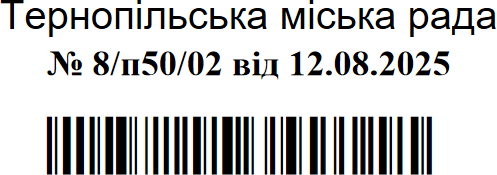 Тернопільська міська рада
№ 8/п50/02 від 12.08.2025